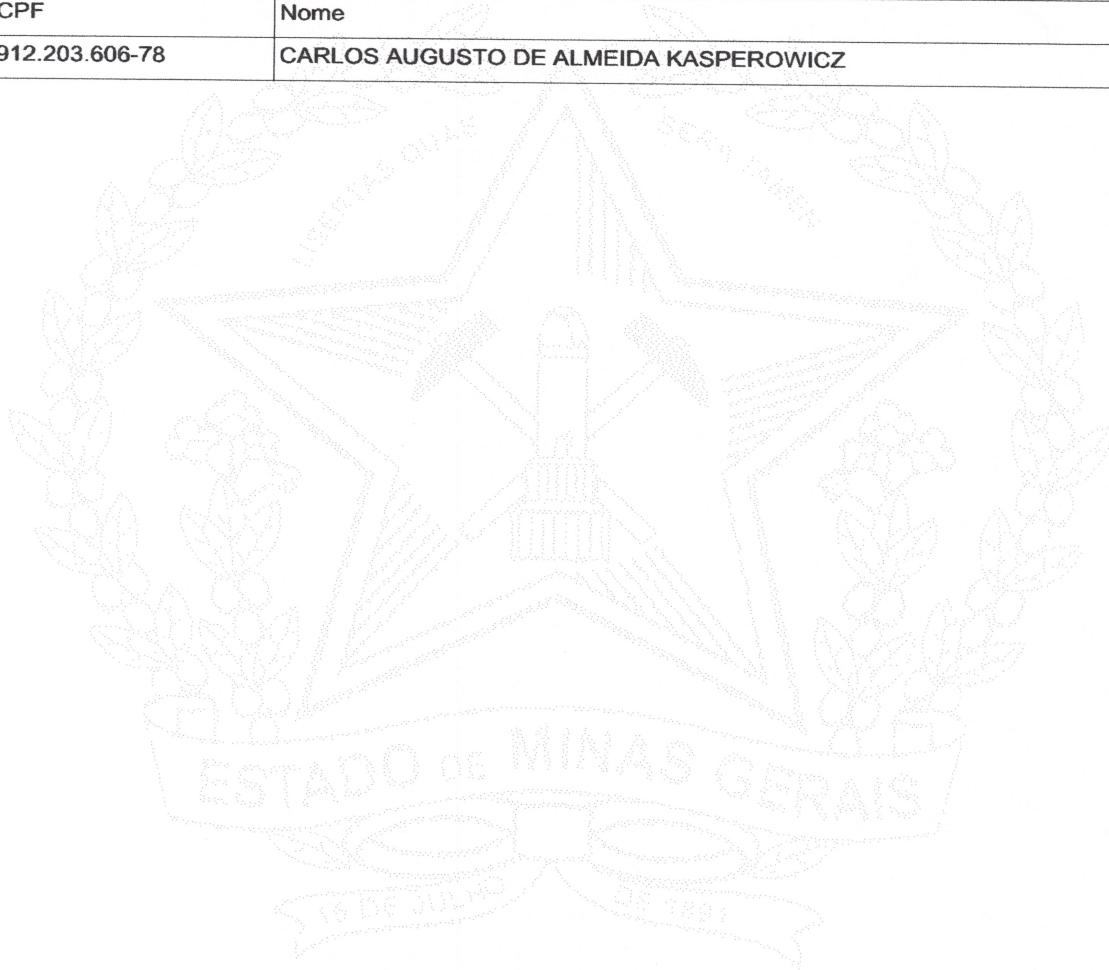 CPF Nome
912.203.606-78 CARLOS AUGUSTO DE ALMEIDA KASPEROWICZ
LIBERTAS QUAE SERA TAMEN
ESTADO DE MINAS GERAIS
15 DE JULHO DE 1891